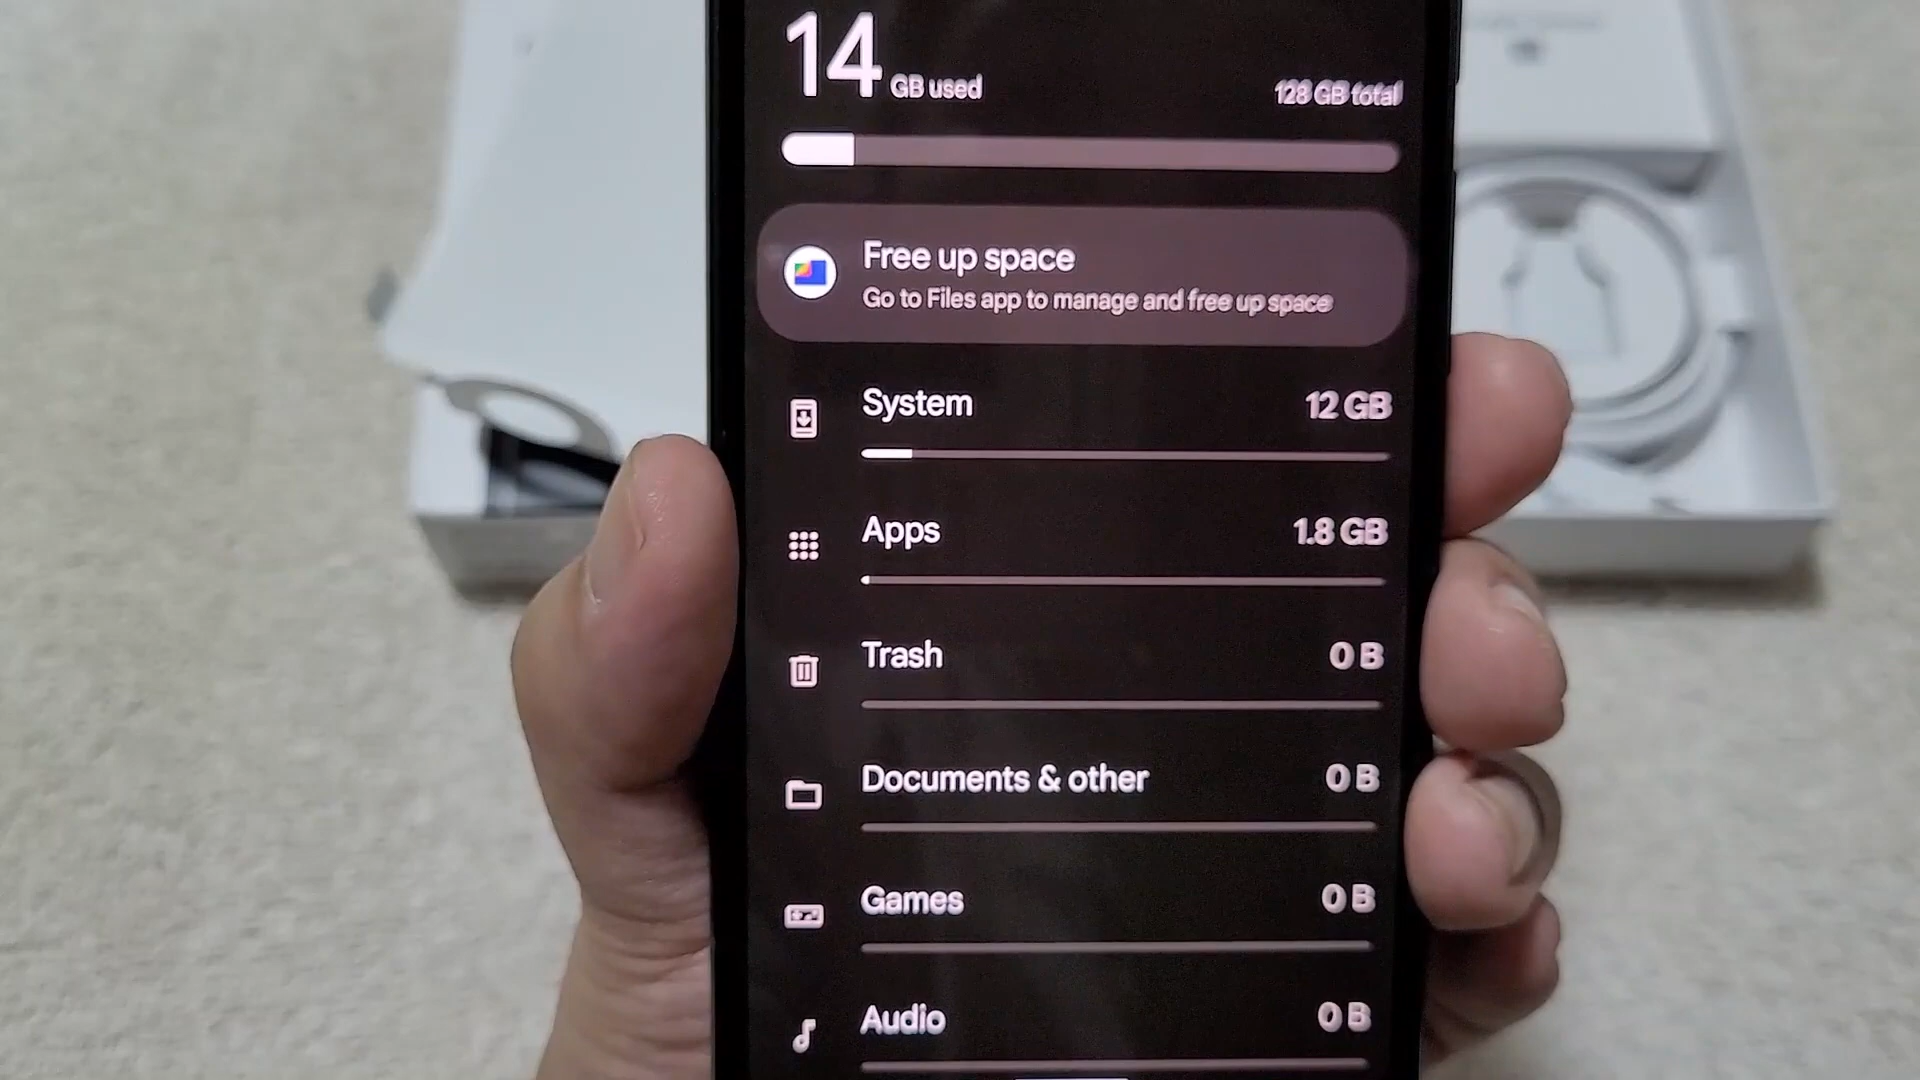 14 GB used
128 GB total
Free up space
Go to Files app to manage and free up space
System
12 GB
Apps
1.8 GB
Trash
0 B
Documents & other
0 B
Games
0 B
Audio
0 B